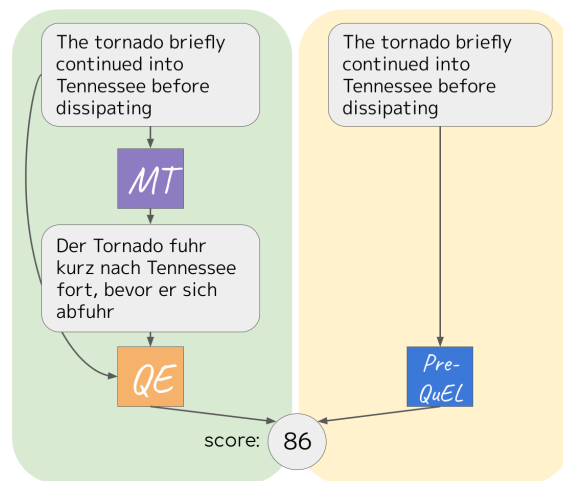 The tornado briefly
continued into
Tennessee before
dissipating
MT
Der Tornado fuhr
kurz nach Tennessee
fort, bevor er sich
abfuhr
QE
The tornado briefly
continued into
Tennessee before
dissipating
Pre-
QuEL
score: 86